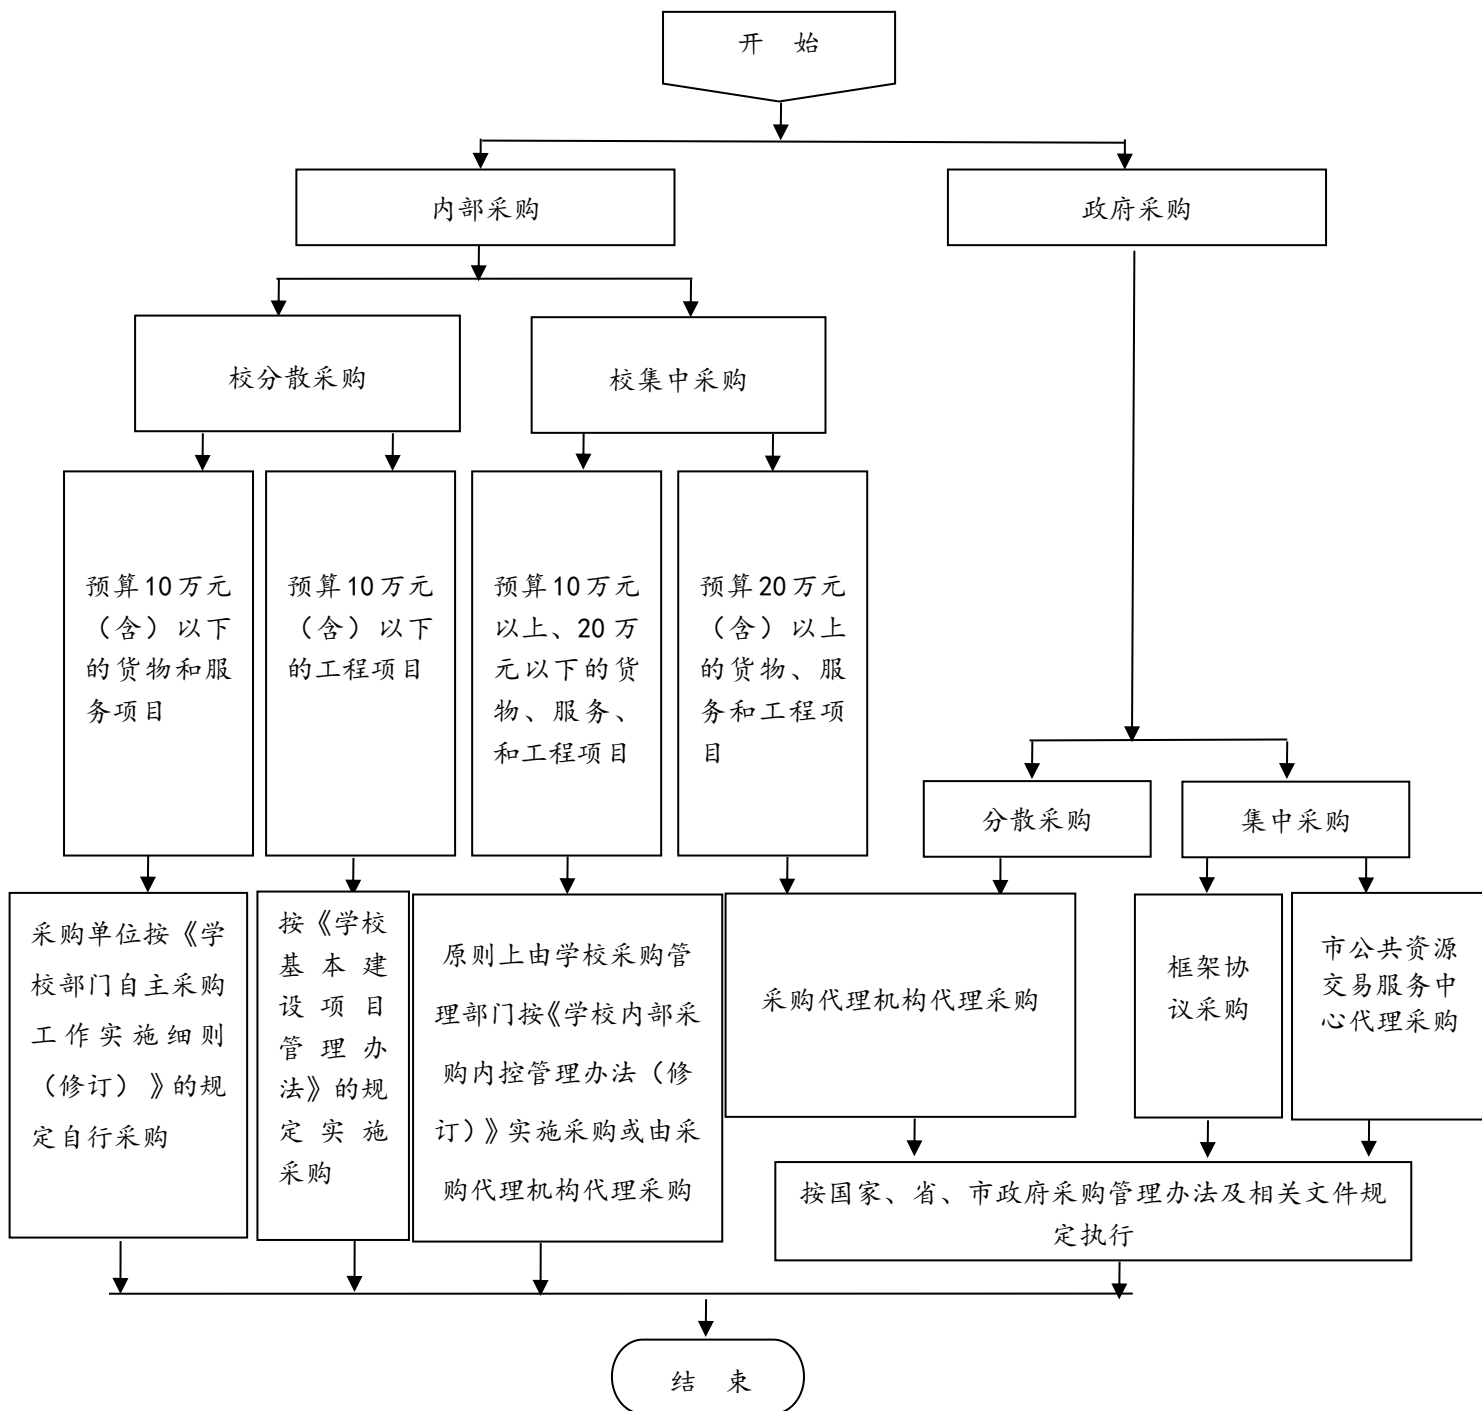 开 始
内部采购
政府采购
校分散采购
校集中采购
预算10万元
（含）以下
的货物和服
务项目
预算10万元
（含）以下
的工程项目
预算10万元
以上、20万
元以下的货
物、服务、
和工程项目
预算20万元
（含）以上
的货物、服
务和工程项
目
分散采购
集中采购
采购单位按《学
校部门自主采购
工作实施细则
（修订）》的规
定自行采购
按《学校
基本建
设项目
管理办
法》的规
定实施
采购
原则上由学校采购管
理部门按《学校内部采
购内控管理办法（修
订）》实施采购或由采
购代理机构代理采购
采购代理机构代理采购
框架协
议采购
市公共资源
交易服务中
心代理采购
按国家、省、市政府采购管理办法及相关文件规
定执行
结 束